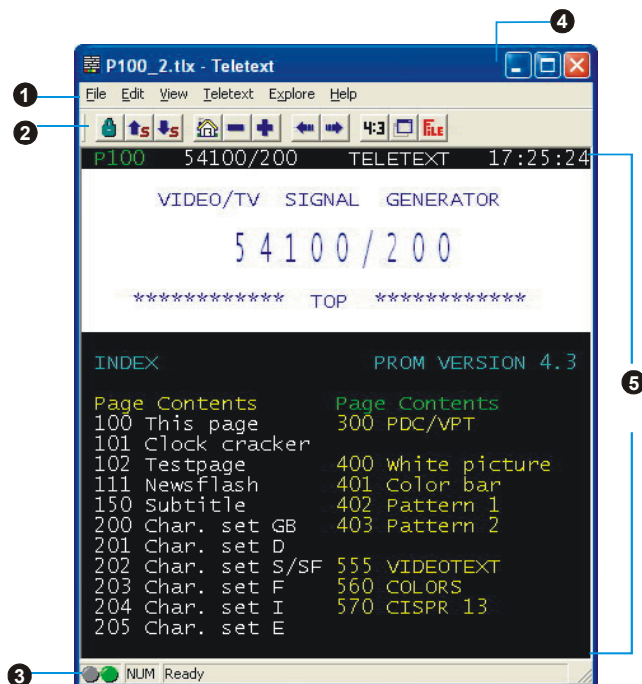 4
P100_2.tlx - Teletext
1
File Edit View Teletext Explore Help
2
S S 4:3 FILE
P100 54100/200 TELETEXT 17:25:24
VIDEO/TV SIGNAL GENERATOR
54100/200
************ TOP ************
INDEX PROM VERSION 4.3
5
Page Contents Page Contents
100 This page 300 PDC/VPT
101 Clock cracker
102 Testpage 400 White picture
111 Newsflash 401 Color bar
150 Subtitle 402 Pattern 1
200 Char. set GB 403 Pattern 2
201 Char. set D
202 Char. set S/SF 555 VIDEOTEXT
203 Char. set F 560 COLORS
204 Char. set I 570 CISPR 13
205 Char. set E
3
NUM Ready